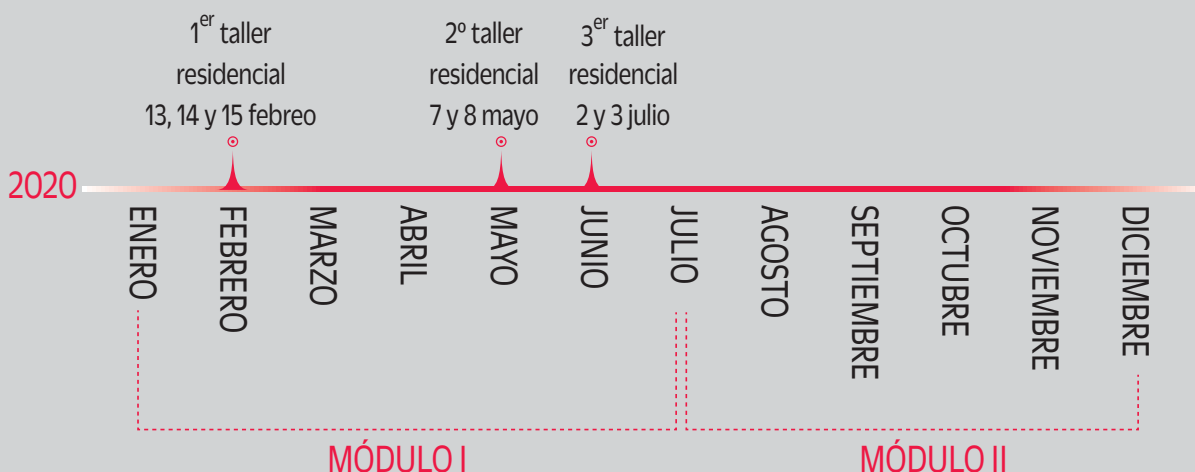 1er taller
residencial
13, 14 y 15 febreo
2º taller
residencial
7 y 8 mayo
3er taller
residencial
2 y 3 julio
2020
ENERO
FEBRERO
MARZO
ABRIL
MAYO
JUNIO
JULIO
AGOSTO
SEPTIEMBRE
OCTUBRE
NOVIEMBRE
DICIEMBRE
MÓDULO I
MÓDULO II